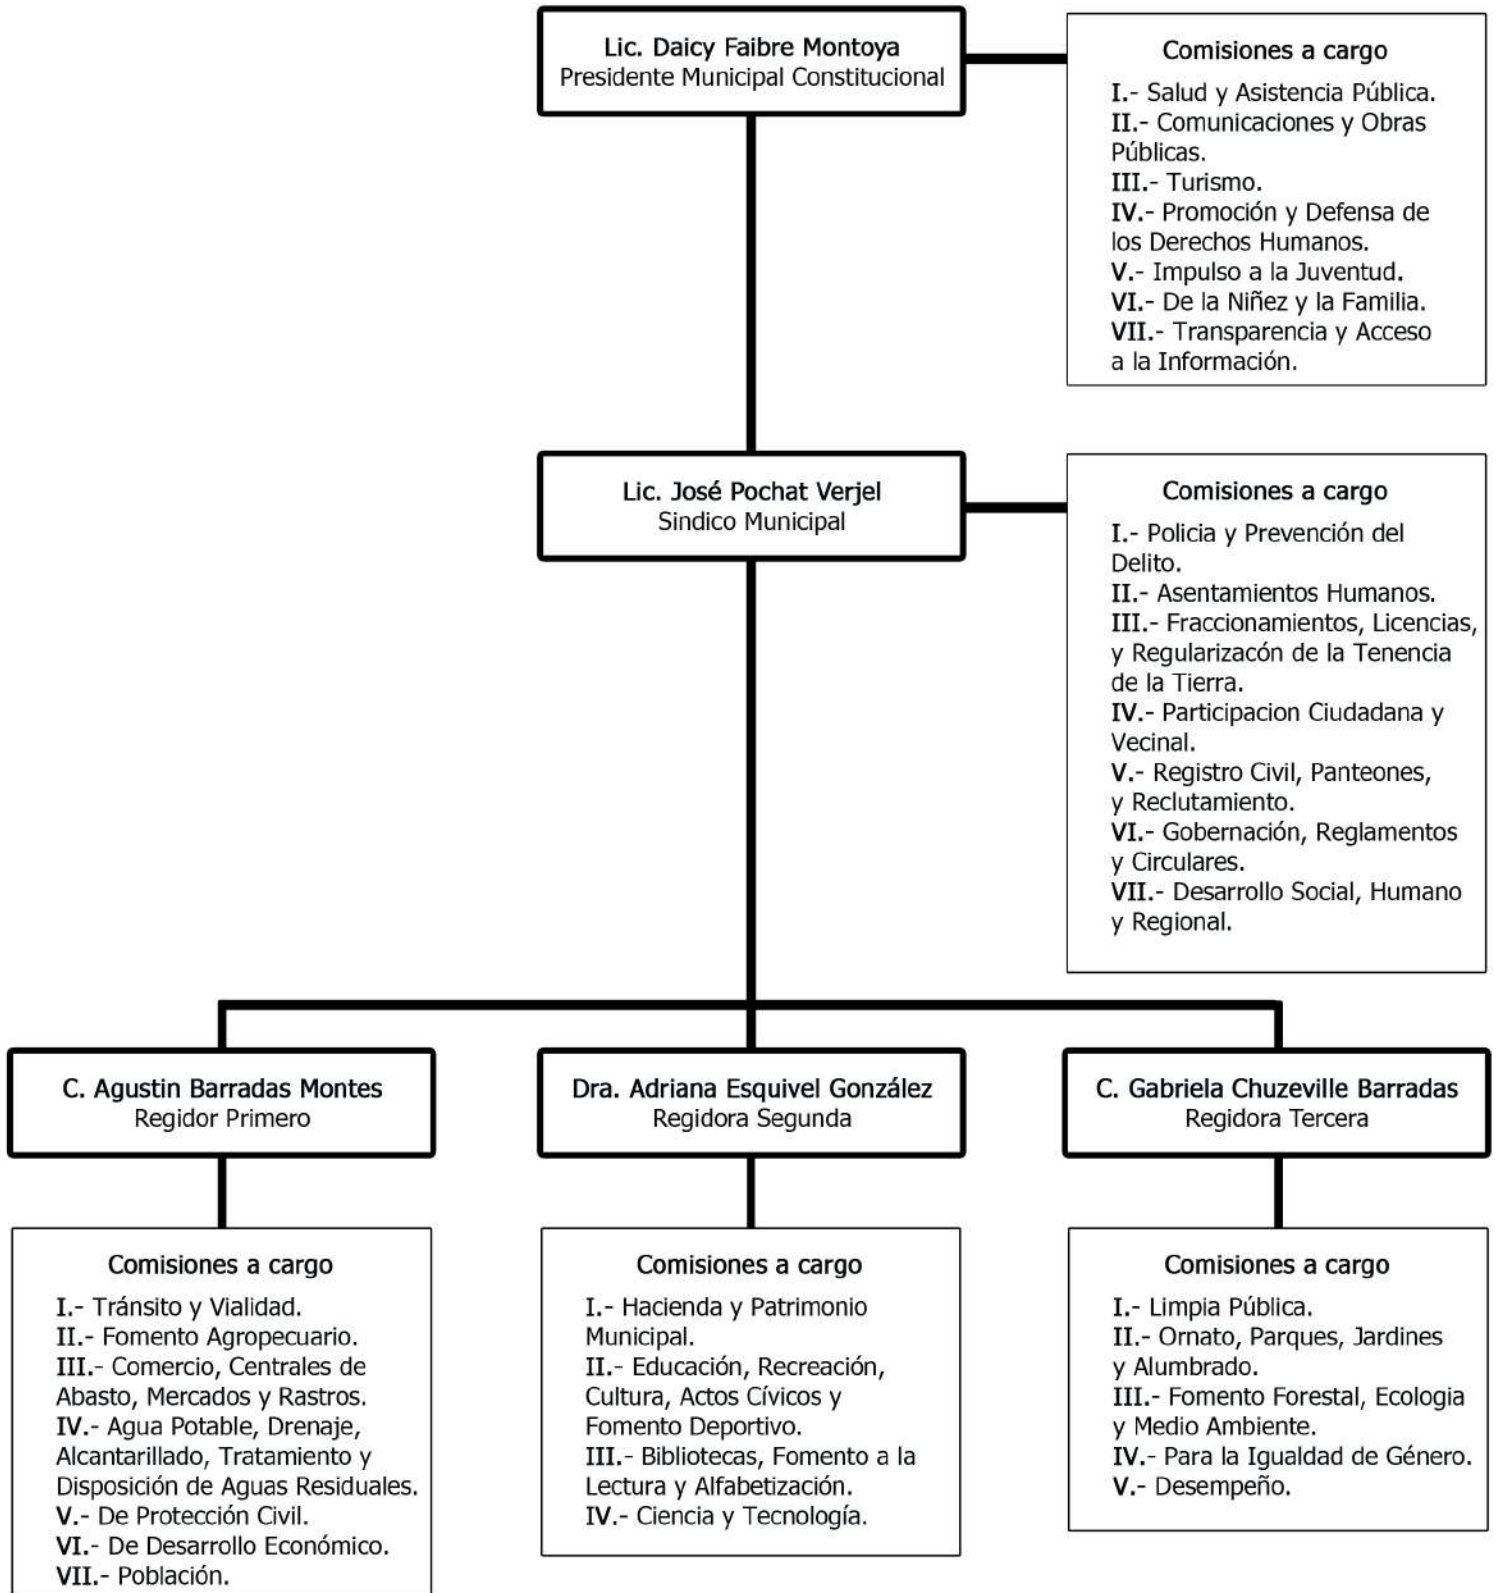 Lic. Daicy Faibre Montoya
Presidente Municipal Constitucional
Comisiones a cargo
I.- Salud y Asistencia Pública.
II.- Comunicaciones y Obras
Públicas.
III.- Turismo.
IV.- Promoción y Defensa de
los Derechos Humanos.
V.- Impulso a la Juventud.
VI.- De la Niñez y la Familia.
VII.- Transparencia y Acceso
a la Información.
Lic. José Pochat Verjel
Sindico Municipal
Comisiones a cargo
I.- Policia y Prevención del
Delito.
II.- Asentamientos Humanos.
III.- Fraccionamientos, Licencias,
y Regularizacón de la Tenencia
de la Tierra.
IV.- Participacion Ciudadana y
Vecinal.
V.- Registro Civil, Panteones,
y Reclutamiento.
VI.- Gobernación, Reglamentos
y Circulares.
VII.- Desarrollo Social, Humano
y Regional.
C. Agustin Barradas Montes
Regidor Primero
Comisiones a cargo
I.- Tránsito y Vialidad.
II.- Fomento Agropecuario.
III.- Comercio, Centrales de
Abasto, Mercados y Rastros.
IV.- Agua Potable, Drenaje,
Alcantarillado, Tratamiento y
Disposición de Aguas Residuales.
V.- De Protección Civil.
VI.- De Desarrollo Económico.
VII.- Población.
Dra. Adriana Esquivel González
Regidora Segunda
Comisiones a cargo
I.- Hacienda y Patrimonio
Municipal.
II.- Educación, Recreación,
Cultura, Actos Cívicos y
Fomento Deportivo.
III.- Bibliotecas, Fomento a la
Lectura y Alfabetización.
IV.- Ciencia y Tecnología.
C. Gabriela Chuzeville Barradas
Regidora Tercera
Comisiones a cargo
I.- Limpia Pública.
II.- Ornato, Parques, Jardines
y Alumbrado.
III.- Fomento Forestal, Ecologia
y Medio Ambiente.
IV.- Para la Igualdad de Género.
V.- Desempeño.